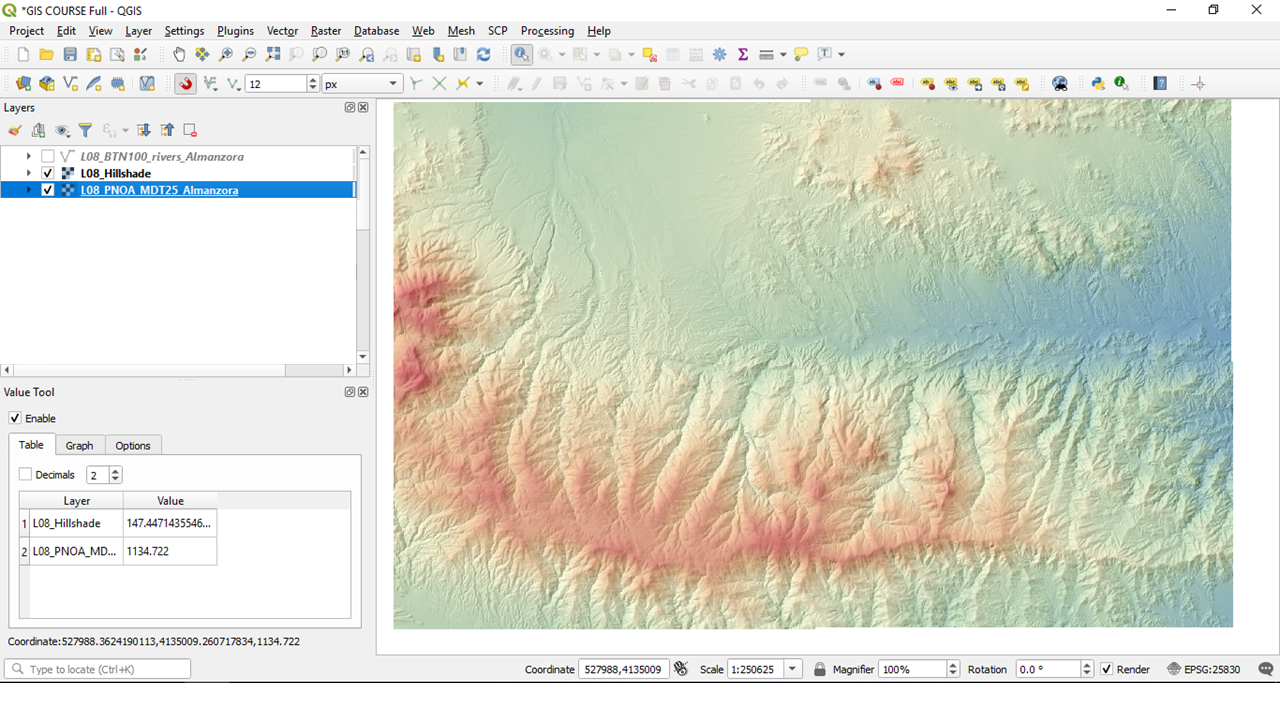 *GIS COURSE Full - QGIS
Project Edit View Layer Settings Plugins Vector Raster Database Web Mesh SCP Processing Help
12 px
Layers
L08_BTN100_rivers_Almanzora
L08_Hillshade
L08_PNOA_MDT25_Almanzora
Value Tool
Enable
Table Graph Options
Decimals 2
Layer Value
1 L08_Hillshade 147.4471435546...
2 L08_PNOA_MD... 1134.722
Coordinate:527988.3624190113,4135009.260717834,1134.722
Type to locate (Ctrl+K) Coordinate 527988,4135009 Scale 1:250625 Magnifier 100% Rotation 0.0 ° Render EPSG:25830